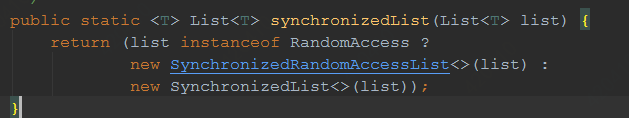 public static <T> List<T> synchronizedList(List<T> list) {
return (list instanceof RandomAccess ?
new SynchronizedRandomAccessList<>(list) :
new SynchronizedList<>(list));
}